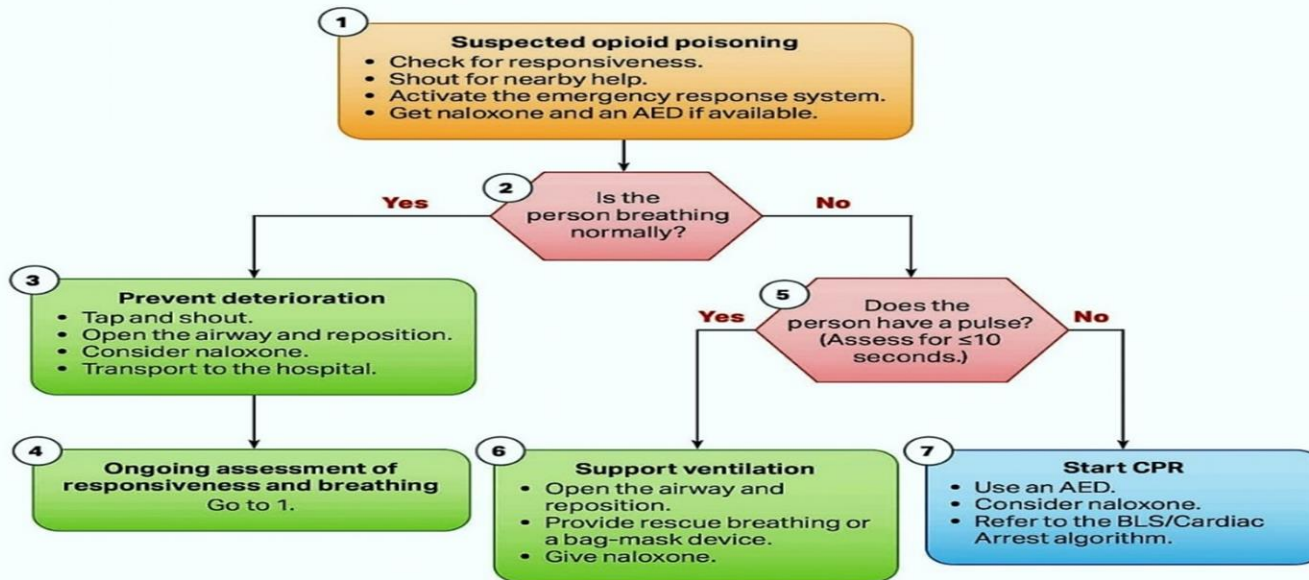 1
Suspected opioid poisoning
• Check for responsiveness.
• Shout for nearby help.
• Activate the emergency response system.
• Get naloxone and an AED if available.
2
Is the
person breathing
normally?
Yes
No
3
Prevent deterioration
• Tap and shout.
• Open the airway and reposition.
• Consider naloxone.
• Transport to the hospital.
4
Ongoing assessment of
responsiveness and breathing
Go to 1.
5
Does the
person have a pulse?
(Assess for ≤10
seconds.)
Yes
No
6
Support ventilation
• Open the airway and
reposition.
• Provide rescue breathing or
a bag-mask device.
• Give naloxone.
7
Start CPR
• Use an AED.
• Consider naloxone.
• Refer to the BLS/Cardiac
Arrest algorithm.